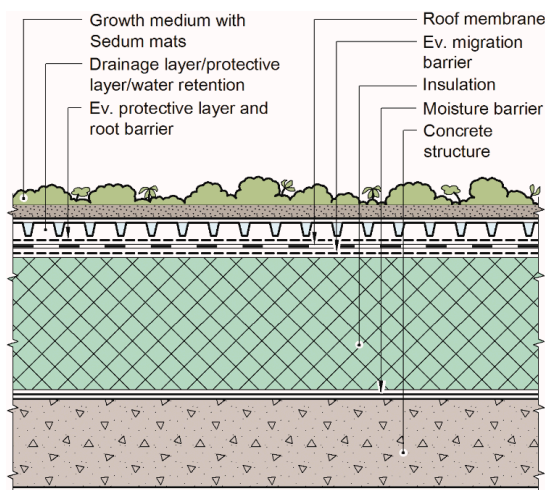 Growth medium with
Sedum mats
Drainage layer/protective
layer/water retention
Ev. protective layer and
root barrier
Roof membrane
Ev. migration
barrier
Insulation
Moisture barrier
Concrete
structure